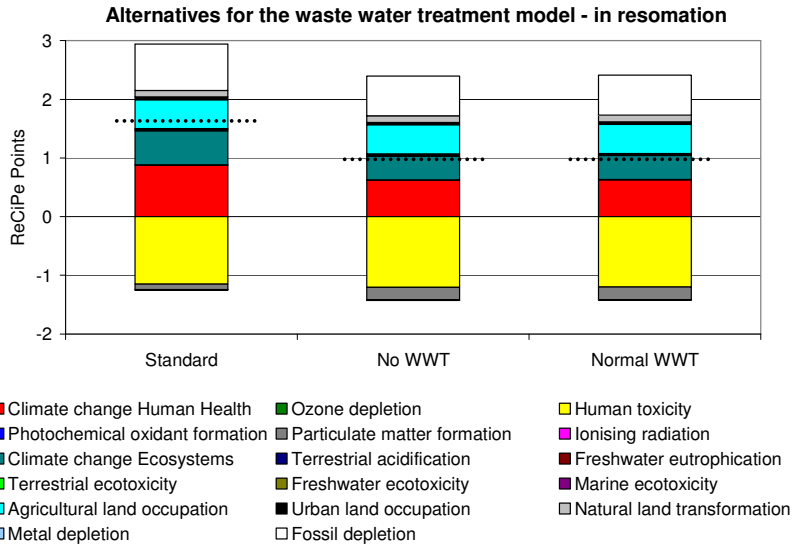 Alternatives for the waste water treatment model - in resomation
3
2
1
0
-1
-2
ReCiPe Points
Standard No WWT Normal WWT
Climate change Human Health Ozone depletion Human toxicity
Photochemical oxidant formation Particulate matter formation Ionising radiation
Climate change Ecosystems Terrestrial acidification Freshwater eutrophication
Terrestrial ecotoxicity Freshwater ecotoxicity Marine ecotoxicity
Agricultural land occupation Urban land occupation Natural land transformation
Metal depletion Fossil depletion